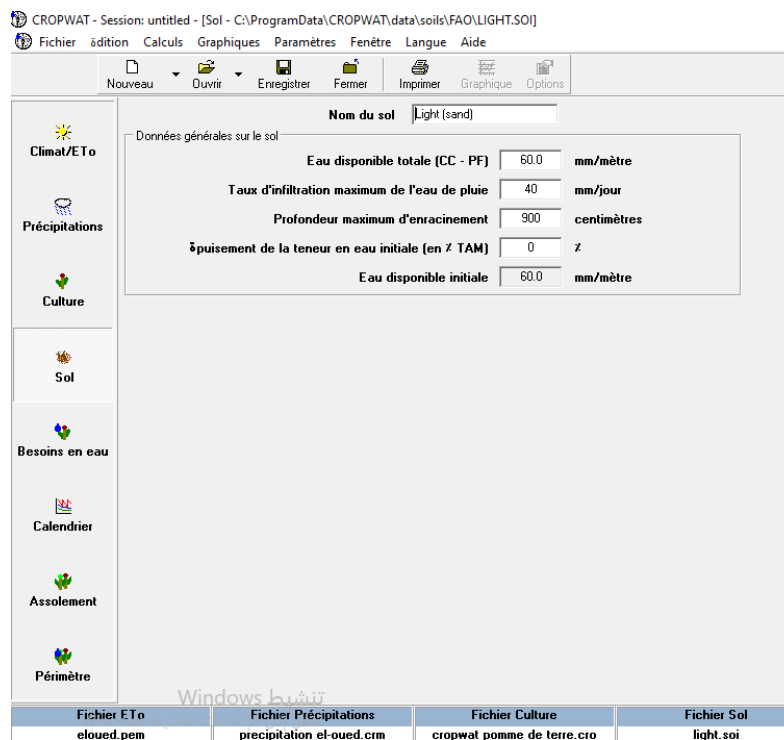 CROPWAT - Session: untitled - [Sol - C:\ProgramData\CROPWAT\data\soils\FAO\LIGHT.SOI]
Fichier ödition Calculs Graphiques Paramètres Fenêtre Langue Aide
Nouveau Ouvrir Enregistrer Fermer Imprimer Graphique Options
Nom du sol Light (sand)
Données générales sur le sol
Eau disponible totale (CC - PF) 60.0 mm/mètre
Taux d'infiltration maximum de l'eau de pluie 40 mm/jour
Profondeur maximum d'enracinement 900 centimètres
öpuisement de la teneur en eau initiale (en % TAM) 0 %
Eau disponible initiale 60.0 mm/mètre
Climat/ETo
Précipitations
Culture
Sol
Besoins en eau
Calendrier
Assolement
Périmètre
تنشيط Windows
Fichier ETo Fichier Précipitations Fichier Culture Fichier Sol
eloued.pem precipitation el-oued.crm cropwat pomme de terre.cro light.soi